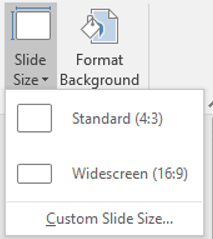 Slide Format
Size Background
Standard (4:3)
Widescreen (16:9)
Custom Slide Size...